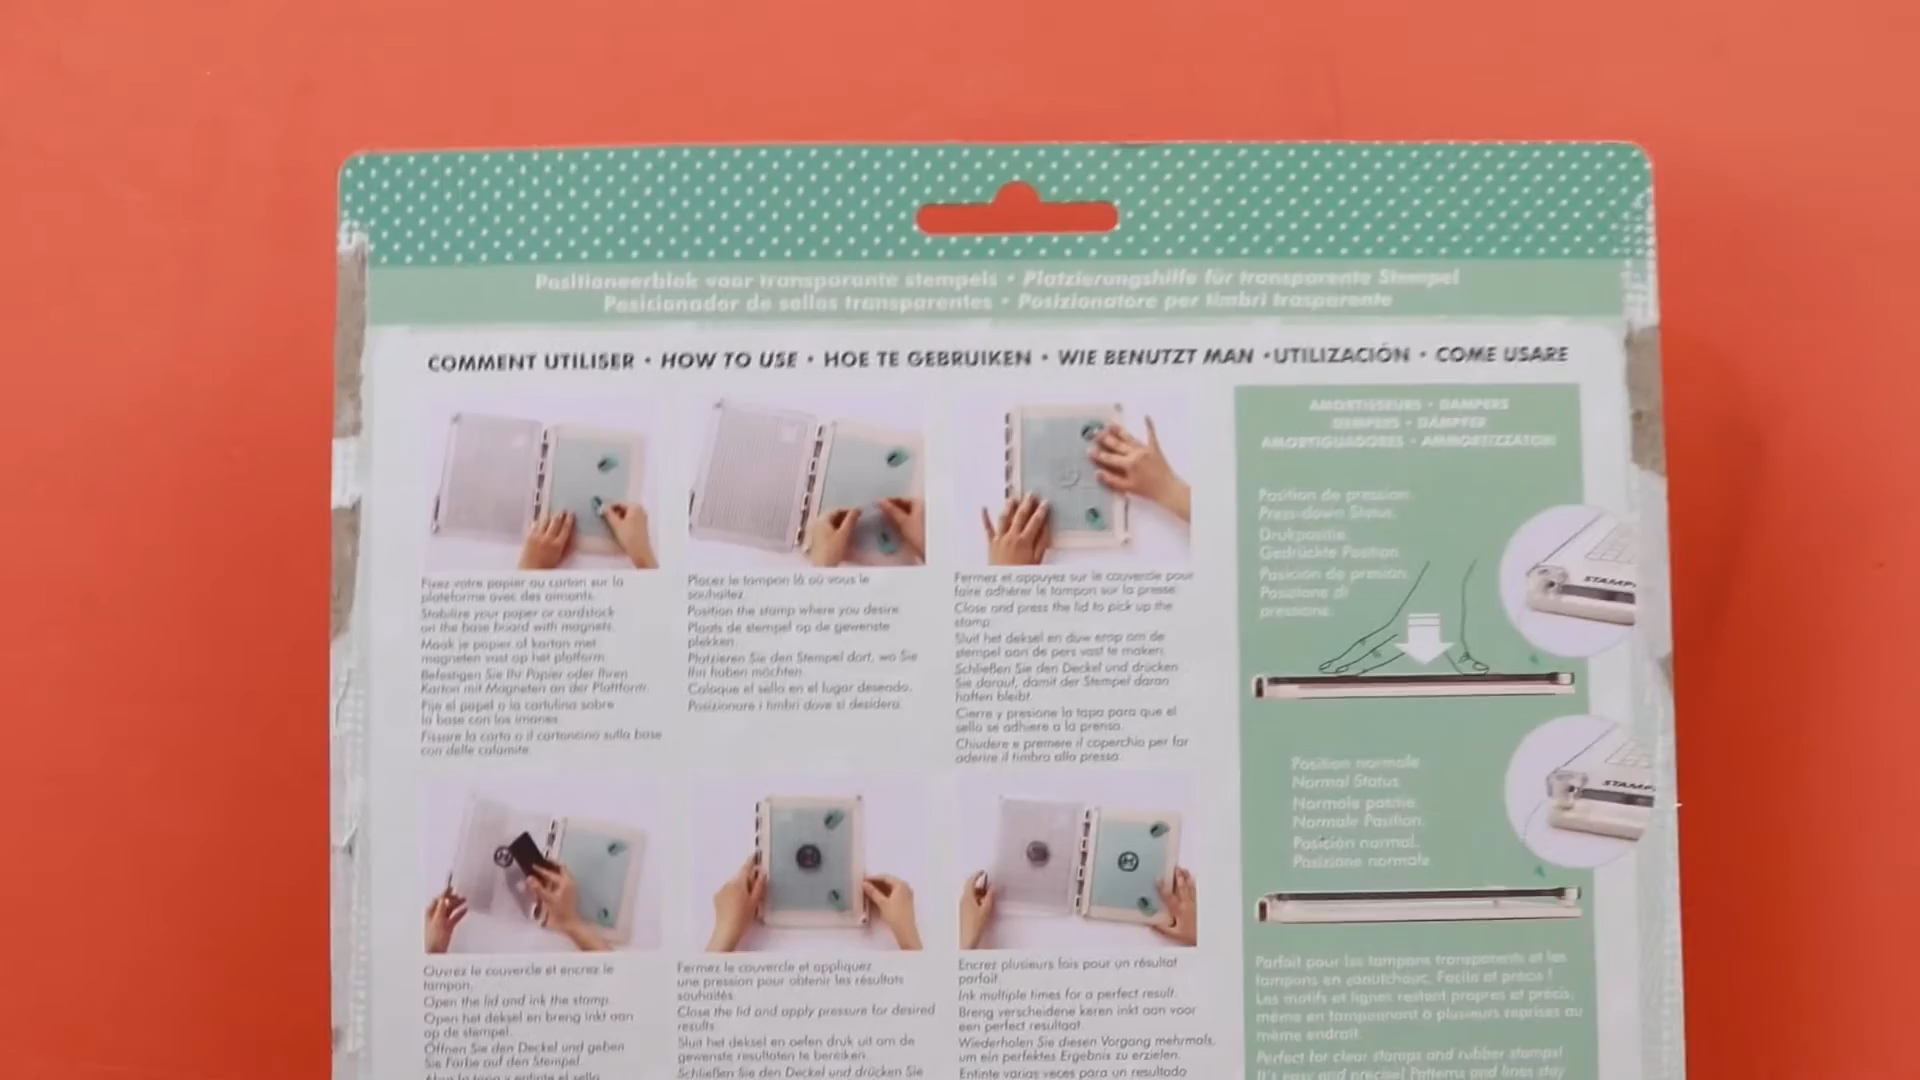 Positioneerblok voor transparante stempels • Platzierungshilfe für transparente Stempel
Posicionador de sellos transparentes • Posizionatore per timbri trasparente
COMMENT UTILISER • HOW TO USE • HOE TE GEBRUIKEN • WIE BENUTZT MAN • UTILIZACIÓN • COME USARE
Fixez votre papier ou carton sur la
plateforme avec des aimants.
Stabilize your paper or cardstock
on the base board with magnets.
Maak je papier of karton met
magneten vast op het platform.
Befestigen Sie Ihr Papier oder Ihren
Karton mit Magneten an der Plattform.
Fije el papel o la cartulina sobre
la base con los imanes.
Fissare la carta o il cartoncino sulla base
con delle calamite.
Placer le tampon là où vous le
souhaitez.
Position the stamp where you desire.
Plaats de stempel op de gewenste
plekken.
Platzieren Sie den Stempel dort, wo Sie
ihn haben möchten.
Coloque el sello en el lugar deseado.
Posizionare i timbri dove si desidera.
Fermez et appuyez sur le couvercle pour
faire adhérer le tampon sur la presse.
Close and press the lid to pick up the
stamp.
Sluit het deksel en duw erop om de
stempel aan de pers vast te maken.
Schließen Sie den Deckel und drücken
Sie darauf, damit der Stempel daran
haften bleibt.
Cierre y presione la tapa para que el
sello se adhiere a la prensa.
Chiudere e premere il coperchio per far
aderire il timbro alla pressa.
AMORTISSEURS • DAMPERS
DEMPERS • DÄMPFER
AMORTIGUADORES • AMMORTIZZATORI
Position de pression.
Press-down Status.
Drukpositie.
Gedrückte Position.
Posición de presión.
Posizione di
pressione.
STAMP
Position normale
Normal Status.
Normale positie.
Normale Position.
Posición normal.
Posizione normale
STAMP
Ouvrez le couvercle et encrez le
tampon.
Open the lid and ink the stamp.
Open het deksel en breng inkt aan
op de stempel.
Öffnen Sie den Deckel und geben
Sie Farbe auf den Stempel.
Abra la tapa y entinte el sello
Fermez le couvercle et appliquez
une pression pour obtenir les résultats
souhaités.
Close the lid and apply pressure for desired
results.
Sluit het deksel en oefen druk uit om de
gewenste resultaten te bereiken.
Schließen Sie den Deckel und drücken Sie
Encrez plusieurs fois pour un résultat
parfait.
Ink multiple times for a perfect result.
Breng verscheidene keren inkt aan voor
een perfect resultaat.
Wiederholen Sie diesen Vorgang mehrmals,
um ein perfektes Ergebnis zu erzielen.
Entinte varias veces para un resultado
Parfait pour les tampons transparents et les
tampons en caoutchouc. Facile et précis !
Les motifs et lignes restent propres et précis,
même en tamponnant à plusieurs reprises au
même endroit.
Perfect for clear stamps and rubber stamps!
It's easy and precise! Patterns and lines stay